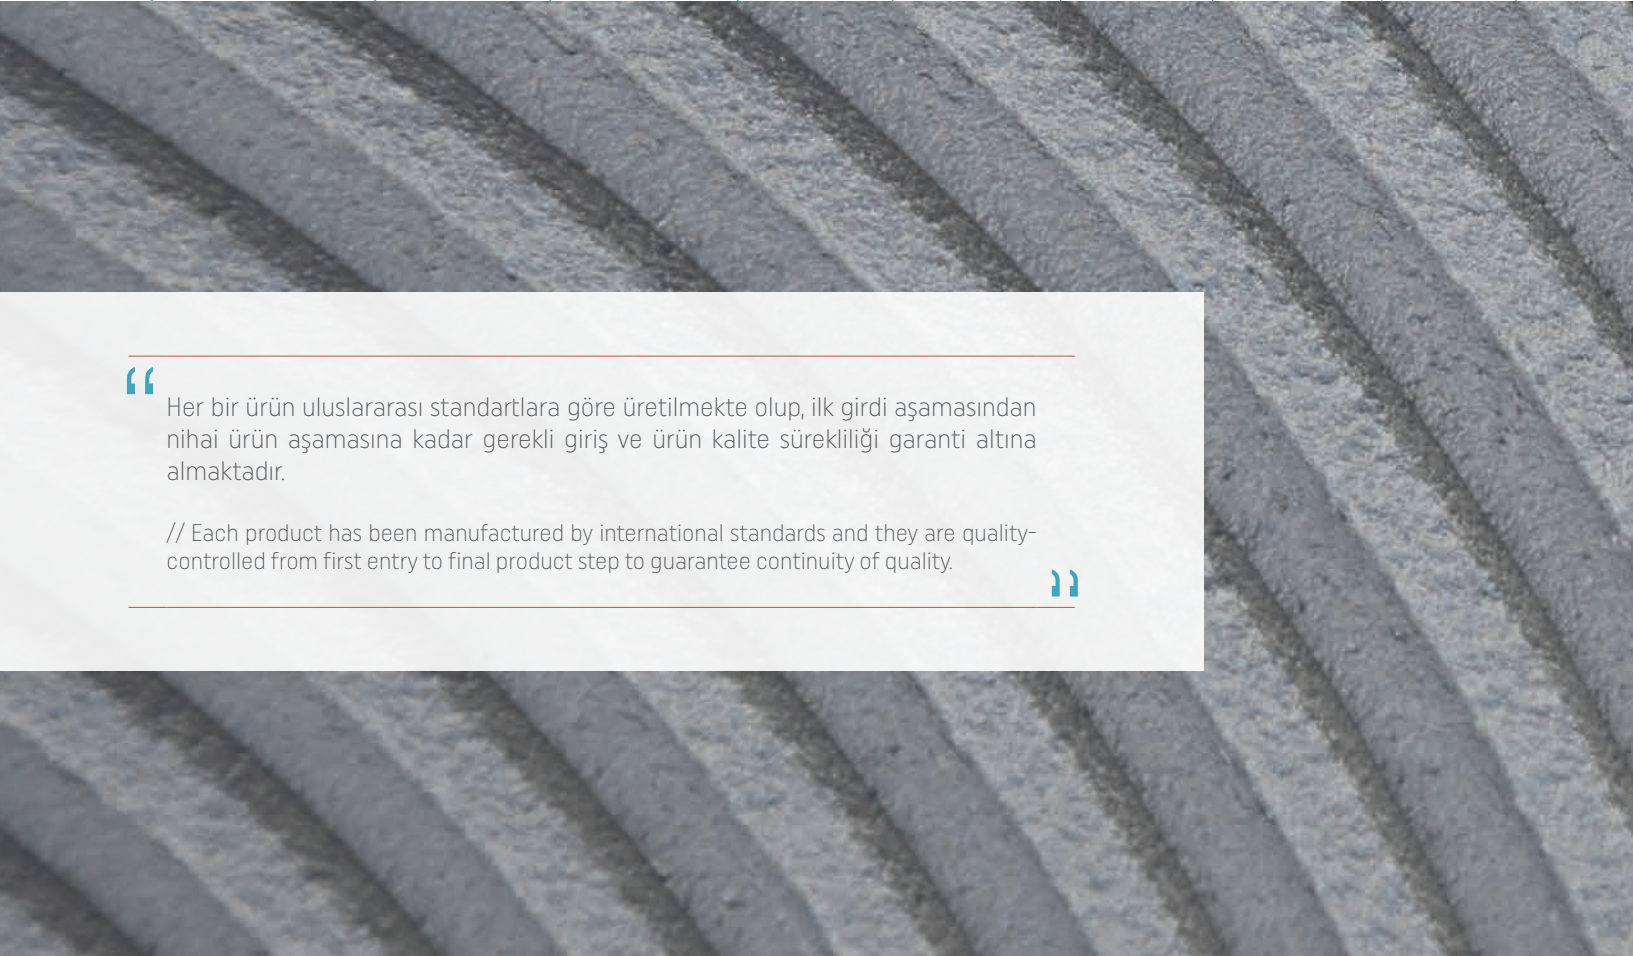 “
Her bir ürün uluslararası standartlara göre üretilmekte olup, ilk girdi aşamasından
nihai ürün aşamasına kadar gerekli giriş ve ürün kalite sürekliliği garanti altına
almaktadır.
// Each product has been manufactured by international standards and they are quality-
controlled from first entry to final product step to guarantee continuity of quality.
”